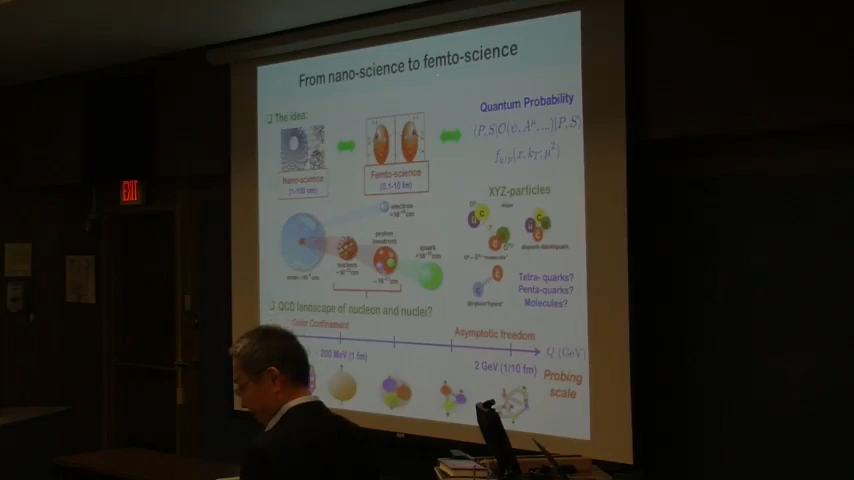 From nano-science to femto-science
❑ The idea:
Quantum Probability
⟨P,S|O(ψ, A^μ,...)|P,S⟩
Nano-science
(1-100 nm)
Femto-science
(0.1-10 fm)
XYZ-particles
electron
proton
(neutron)
quark
nucleus
Tetra- quarks?
Penta-quarks?
Molecules?
❑ QCD landscape of nucleon and nuclei?
Color Confinement
Asymptotic freedom
Q (GeV)
200 MeV (1 fm)
2 GeV (1/10 fm)
Probing
scale
EXIT